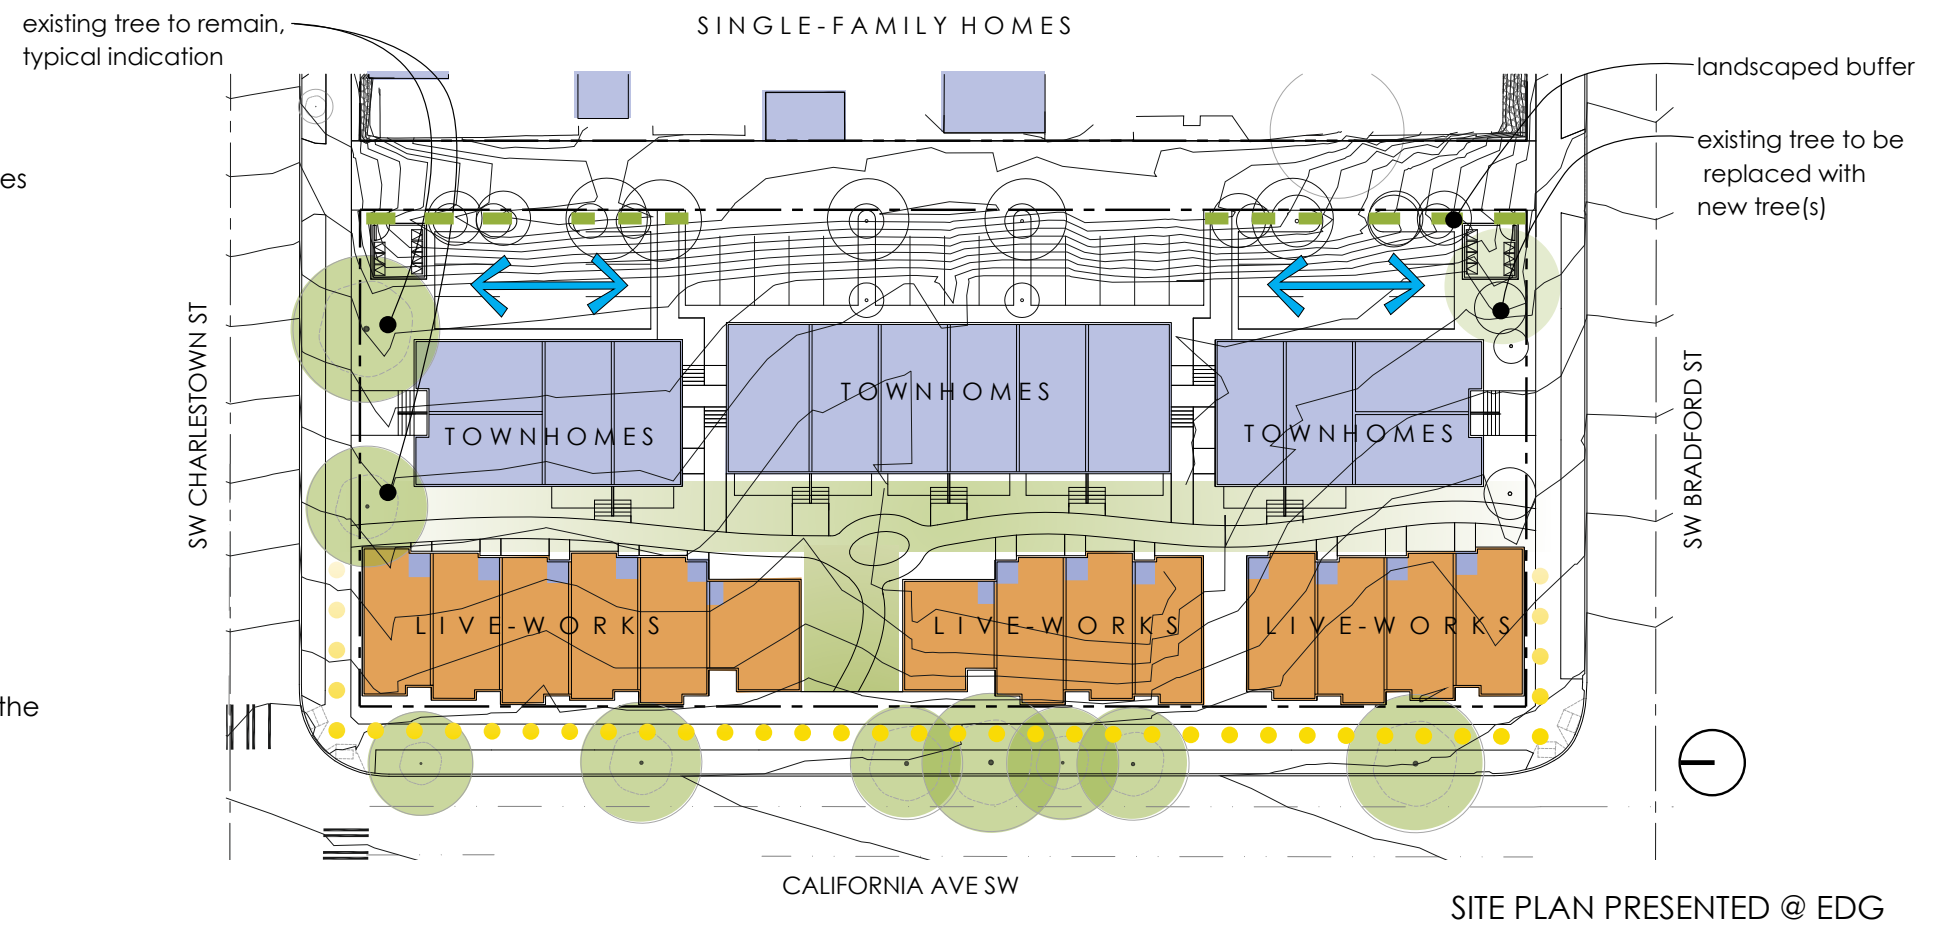 existing tree to remain,
typical indication
SINGLE-FAMILY HOMES
landscaped buffer
existing tree to be
replaced with
new tree(s)
es
SW CHARLESTOWN ST
TOWNHOMES
TOWNHOMES
TOWNHOMES
SW BRADFORD ST
LIVE-WORKS
LIVE-WORKS
LIVE-WORKS
the
CALIFORNIA AVE SW
SITE PLAN PRESENTED @ EDG